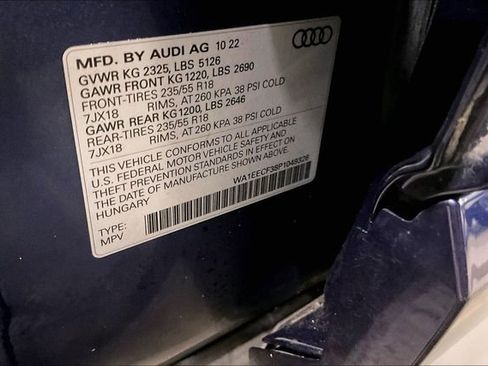 MFD. BY AUDI AG 10 22
GVWR KG 2325, LBS 5126
GAWR FRONT KG1220, LBS 2690
FRONT-TIRES 235/55 R18
7JX18 RIMS, AT 260 KPA 38 PSI COLD
GAWR REAR KG1200, LBS 2646
REAR-TIRES 235/55 R18
7JX18 RIMS, AT 260 KPA 38 PSI COLD
THIS VEHICLE CONFORMS TO ALL APPLICABLE
U.S. FEDERAL MOTOR VEHICLE SAFETY AND
THEFT PREVENTION STANDARDS IN EFFECT ON
THE DATE OF MANUFACTURE SHOWN ABOVE.
HUNGARY WA1EECF38P1049326
TYPE:
MPV